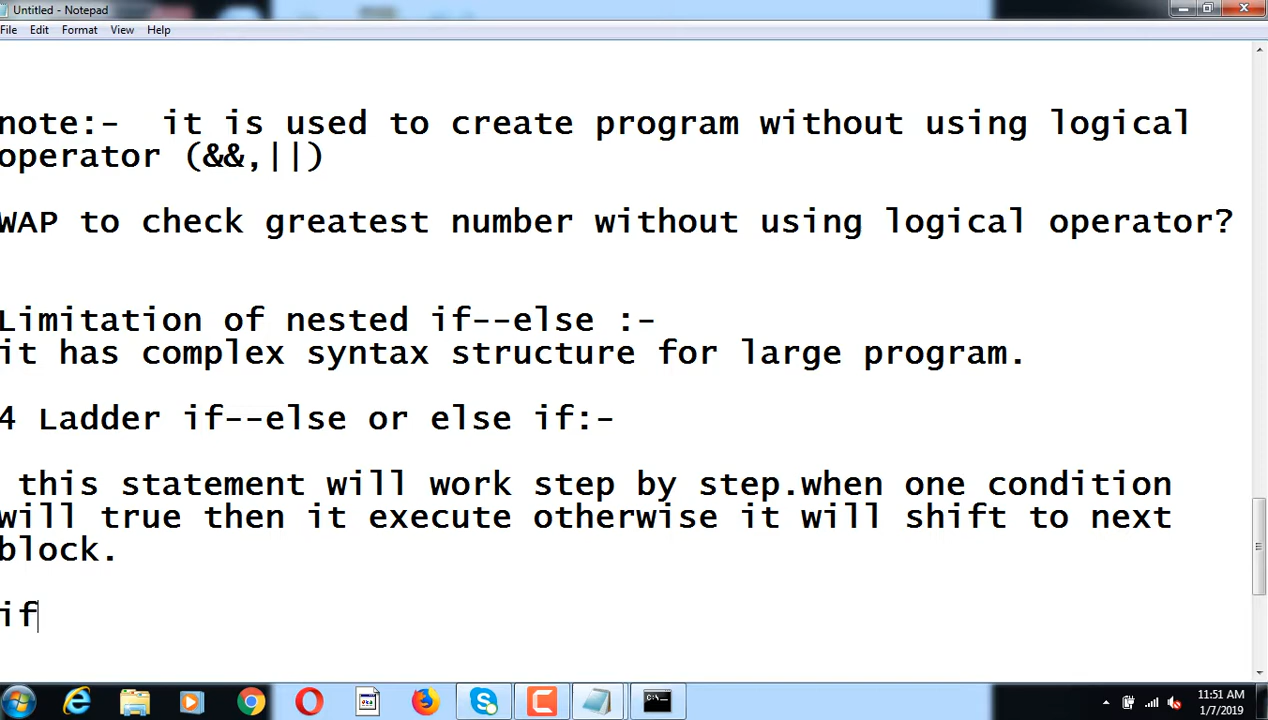 Untitled - Notepad
File Edit Format View Help
note:- it is used to create program without using logical
operator (&&,||)
WAP to check greatest number without using logical operator?
Limitation of nested if--else :-
it has complex syntax structure for large program.
4 Ladder if--else or else if:-
this statement will work step by step.when one condition
will true then it execute otherwise it will shift to next
block.
if
11:51 AM
1/7/2019